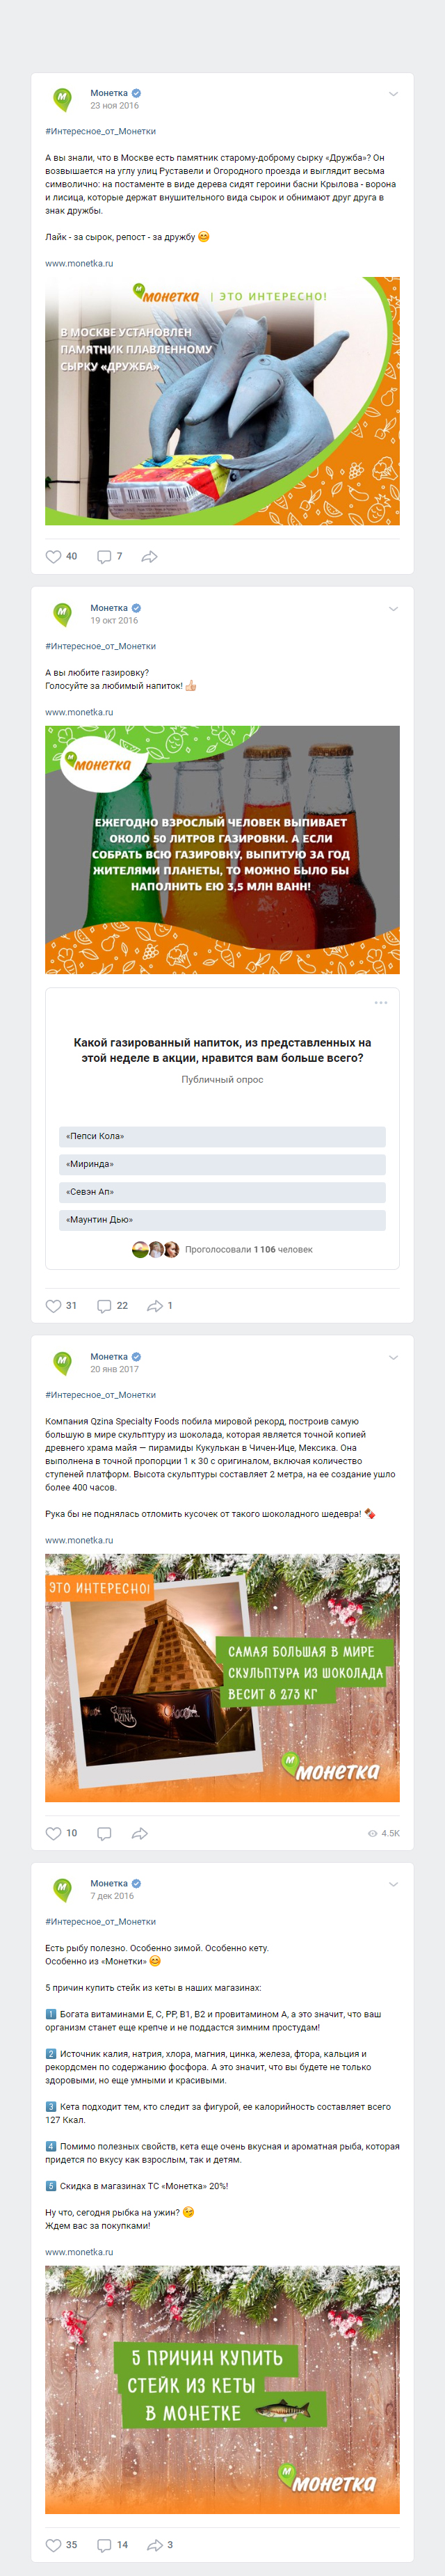 Монетка
23 ноя 2016
#Интересное_от_Монетки
А вы знали, что в Москве есть памятник старому-доброму сырку «Дружба»? Он
возвышается на углу улиц Руставели и Огородного проезда и выглядит весьма
символично: на постаменте в виде дерева сидят героини басни Крылова - ворона
и лисица, которые держат внушительного вида сырок и обнимают друг друга в
знак дружбы.
Лайк - за сырок, репост - за дружбу 😊
www.monetka.ru
МОНЕТКА | ЭТО ИНТЕРЕСНО!
В МОСКВЕ УСТАНОВЛЕН
ПАМЯТНИК ПЛАВЛЕННОМУ
СЫРКУ «ДРУЖБА»
40 7
Монетка
19 окт 2016
#Интересное_от_Монетки
А вы любите газировку?
Голосуйте за любимый напиток! 👍
www.monetka.ru
МОНЕТКА
ЕЖЕГОДНО ВЗРОСЛЫЙ ЧЕЛОВЕК ВЫПИВАЕТ
ОКОЛО 50 ЛИТРОВ ГАЗИРОВКИ. А ЕСЛИ
СОБРАТЬ ВСЮ ГАЗИРОВКУ, ВЫПИТУЮ ЗА ГОД
ЖИТЕЛЯМИ ПЛАНЕТЫ, ТО МОЖНО БЫЛО БЫ
НАПОЛНИТЬ ЕЮ 3,5 МЛН ВАНН!
Какой газированный напиток, из представленных на
этой неделе в акции, нравится вам больше всего?
Публичный опрос
«Пепси Кола»
«Миринда»
«Севэн Ап»
«Маунтин Дью»
Проголосовали 1 106 человек
31 22 1
Монетка
20 янв 2017
#Интересное_от_Монетки
Компания Qzina Specialty Foods побила мировой рекорд, построив самую
большую в мире скульптуру из шоколада, которая является точной копией
древнего храма майя — пирамиды Кукулькан в Чичен-Ице, Мексика. Она
выполнена в точной пропорции 1 к 30 с оригиналом, включая количество
ступеней платформ. Высота скульптуры составляет 2 метра, на ее создание ушло
более 400 часов.
Рука бы не поднялась отломить кусочек от такого шоколадного шедевра! 🍫
www.monetka.ru
ЭТО ИНТЕРЕСНО!
САМАЯ БОЛЬШАЯ В МИРЕ
СКУЛЬПТУРА ИЗ ШОКОЛАДА
ВЕСИТ 8 273 КГ
QZINA
МОНЕТКА
10 4.5K
Монетка
7 дек 2016
#Интересное_от_Монетки
Есть рыбу полезно. Особенно зимой. Особенно кету.
Особенно из «Монетки» 😊
5 причин купить стейк из кеты в наших магазинах:
1 Богата витаминами Е, С, РР, В1, В2 и провитамином А, а это значит, что ваш
организм станет еще крепче и не поддастся зимним простудам!
2 Источник калия, натрия, хлора, магния, цинка, железа, фтора, кальция и
рекордсмен по содержанию фосфора. А это значит, что вы будете не только
здоровыми, но еще умными и красивыми.
3 Кета подходит тем, кто следит за фигурой, ее калорийность составляет всего
127 Ккал.
4 Помимо полезных свойств, кета еще очень вкусная и ароматная рыба, которая
придется по вкусу как взрослым, так и детям.
5 Скидка в магазинах ТС «Монетка» 20%!
Ну что, сегодня рыбка на ужин? 😉
Ждем вас за покупками!
www.monetka.ru
5 ПРИЧИН КУПИТЬ
СТЕЙК ИЗ КЕТЫ
В МОНЕТКЕ
МОНЕТКА
35 14 3